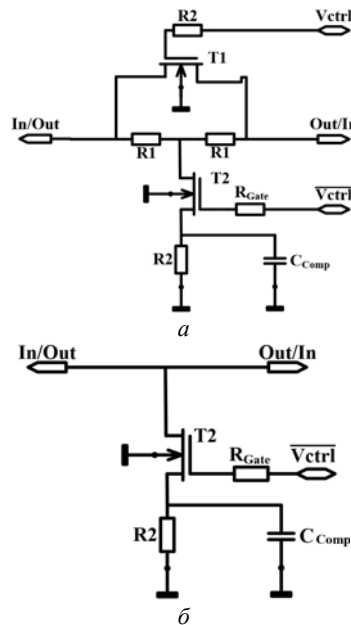 R2 Vctrl
T1
In/Out Out/In
R1 R1
T2
RGate Vctrl
R2 CComp
а
In/Out Out/In
T2 Vctrl
RGate
R2 CComp
б